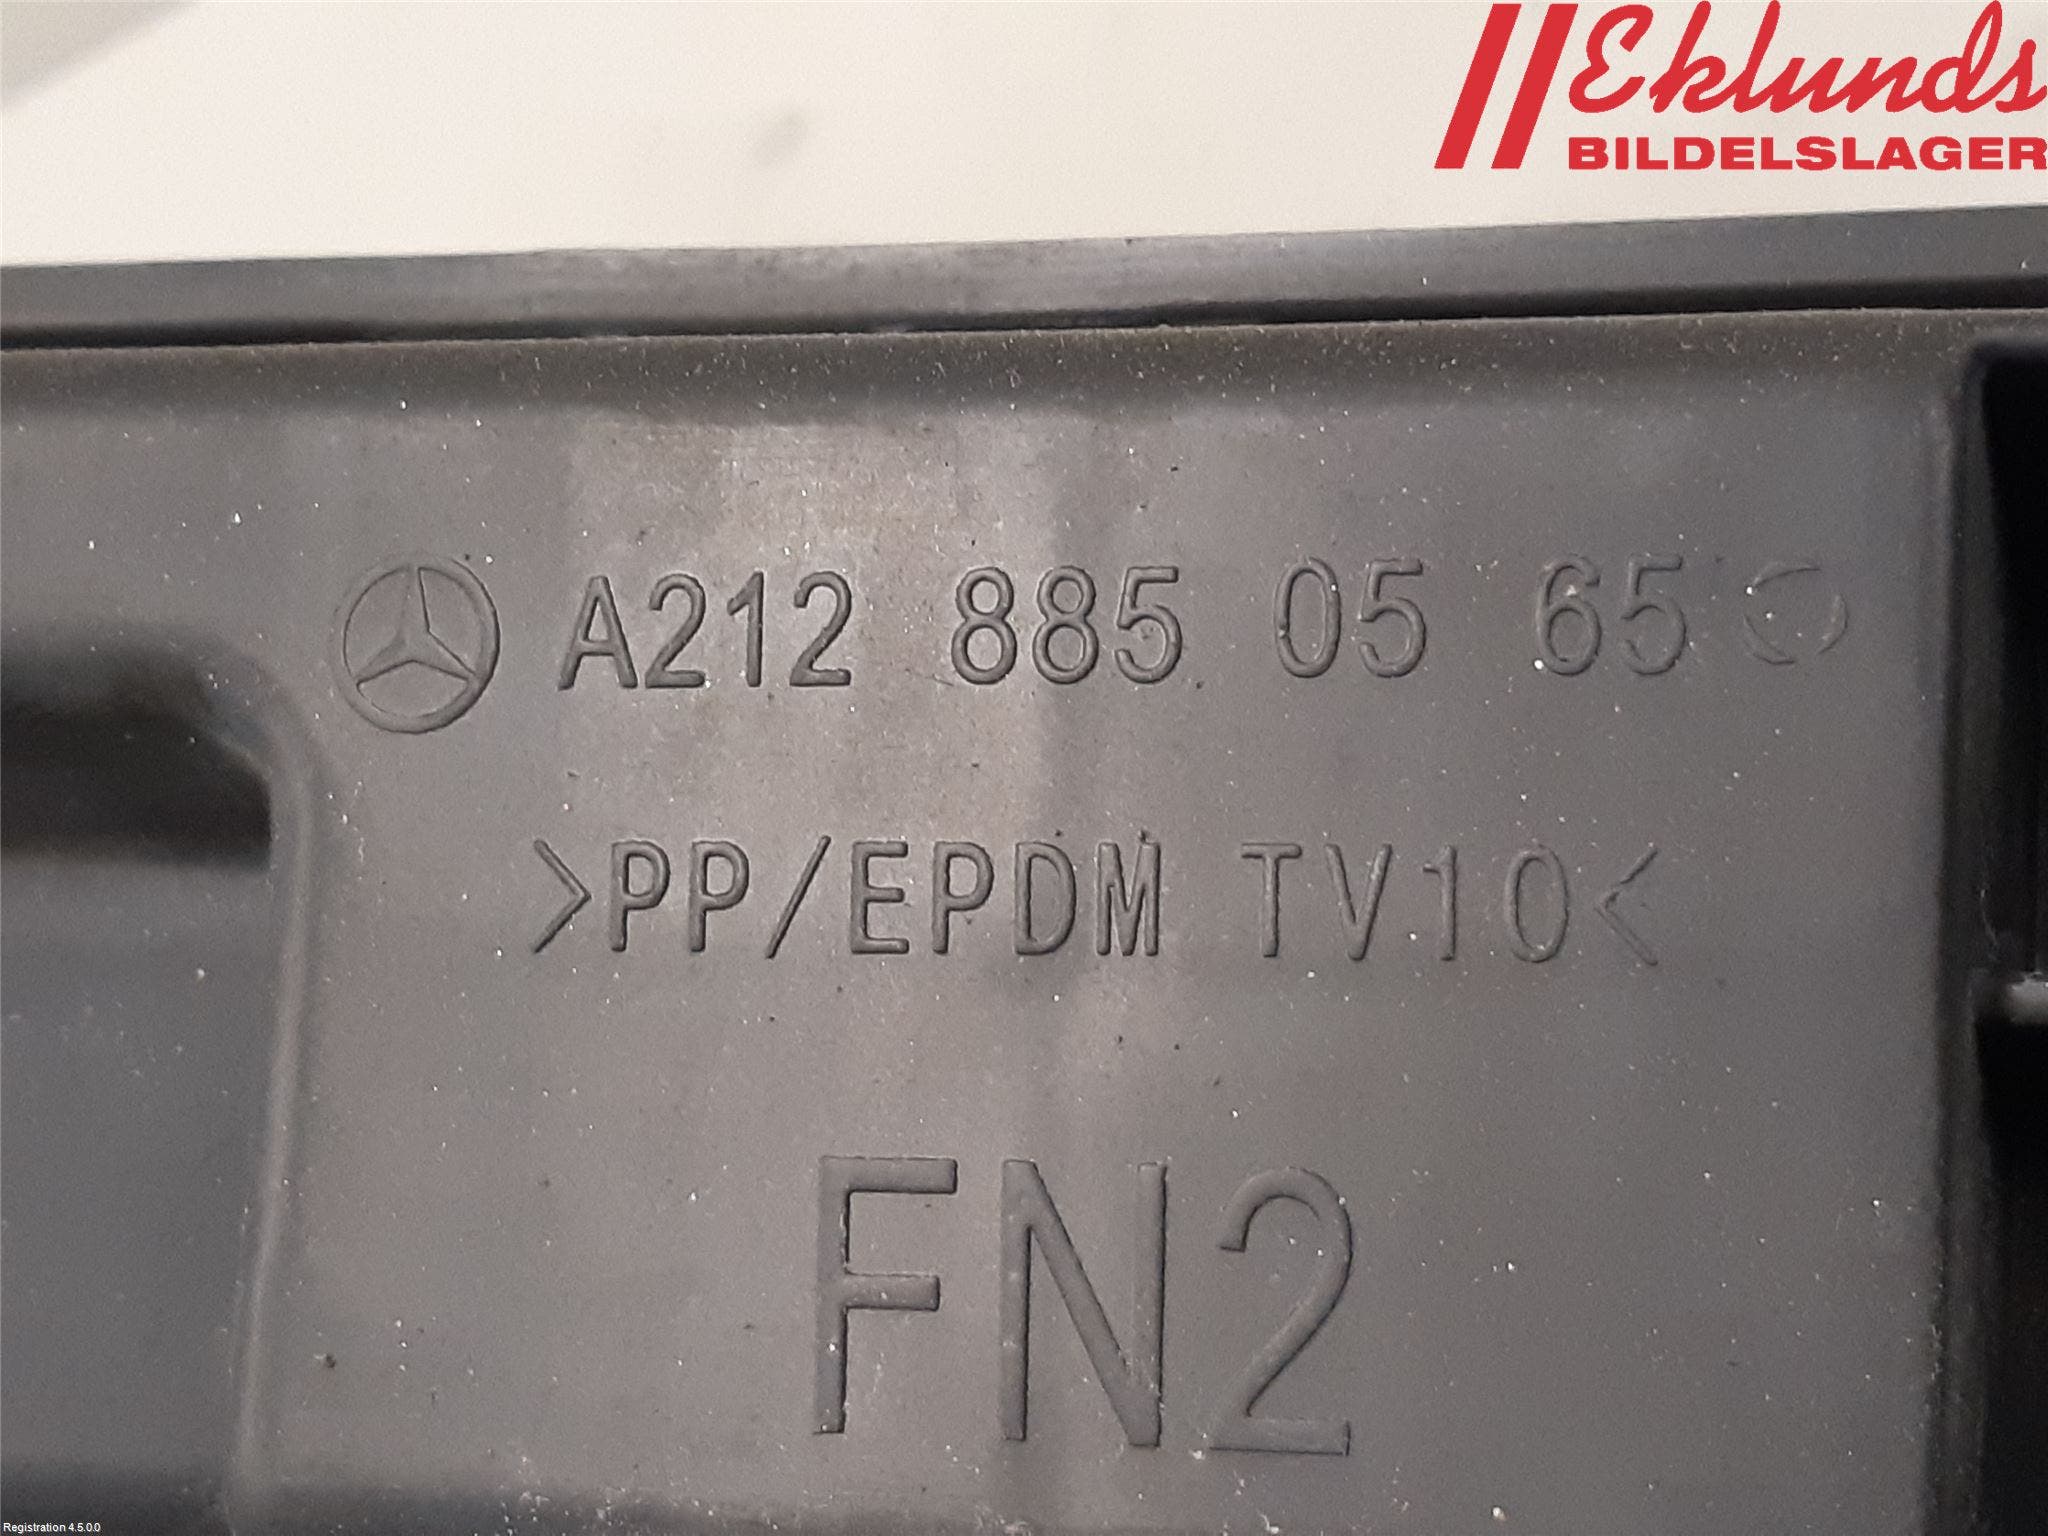 Eklunds
BILDELSLAGER
A212 885 05 65
>PP/EPDM TV10<
FN2
Registration 4.5.0.0